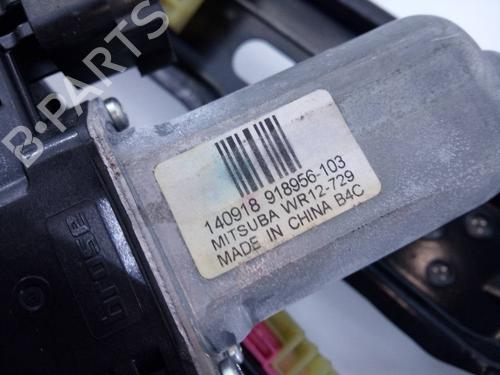 B-PARTS
140918 918956-103
MITSUBA WR12-729
MADE IN CHINA B4C
brose